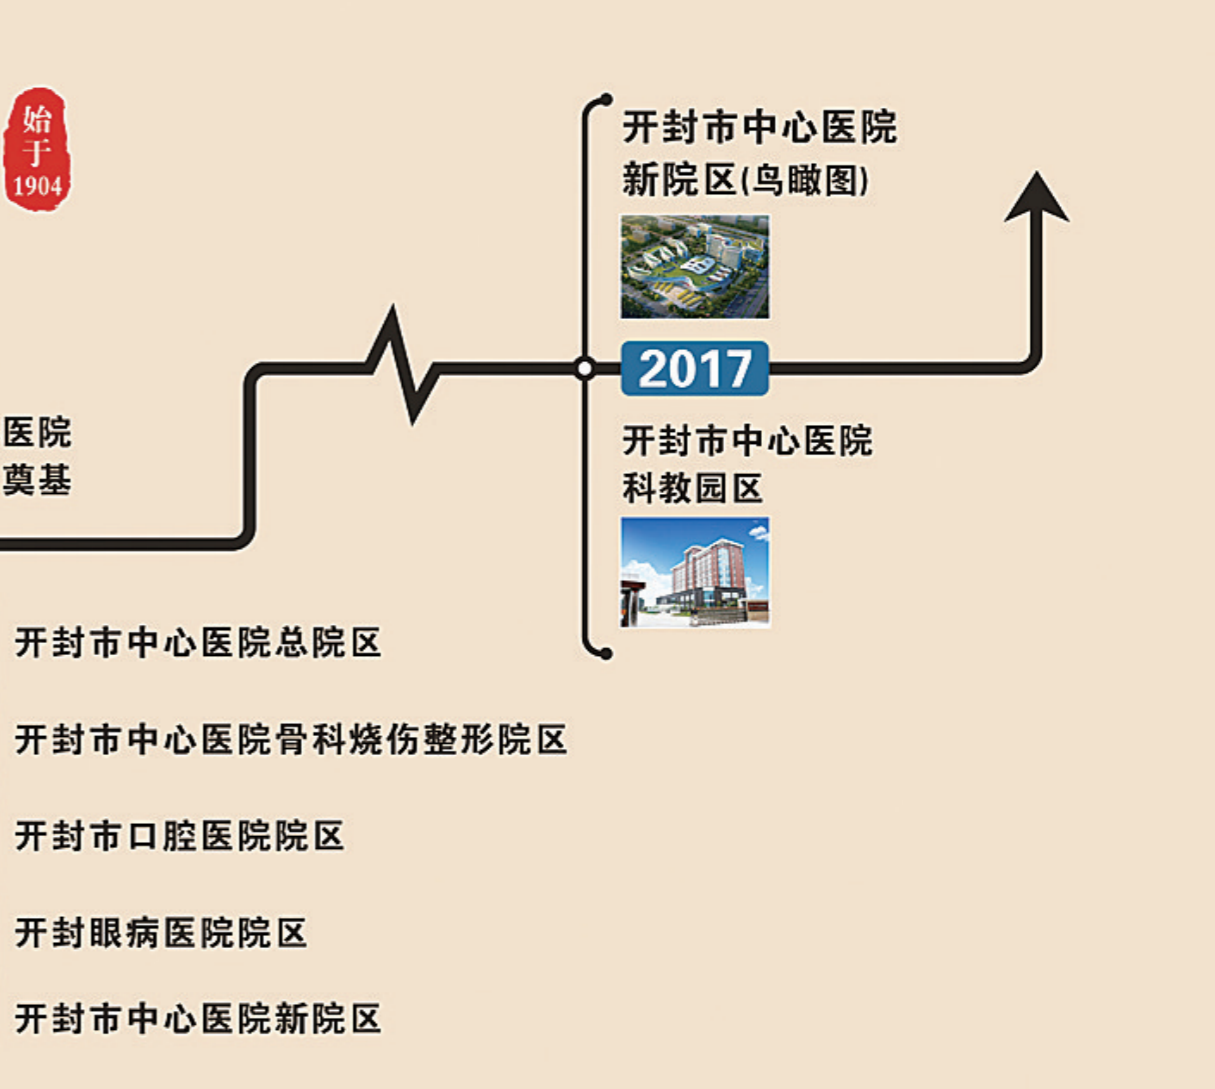 始
于
1904
开封市中心医院
新院区(鸟瞰图)
2017
医院
奠基
开封市中心医院
科教园区
开封市中心医院总院区
开封市中心医院骨科烧伤整形院区
开封市口腔医院院区
开封眼病医院院区
开封市中心医院新院区